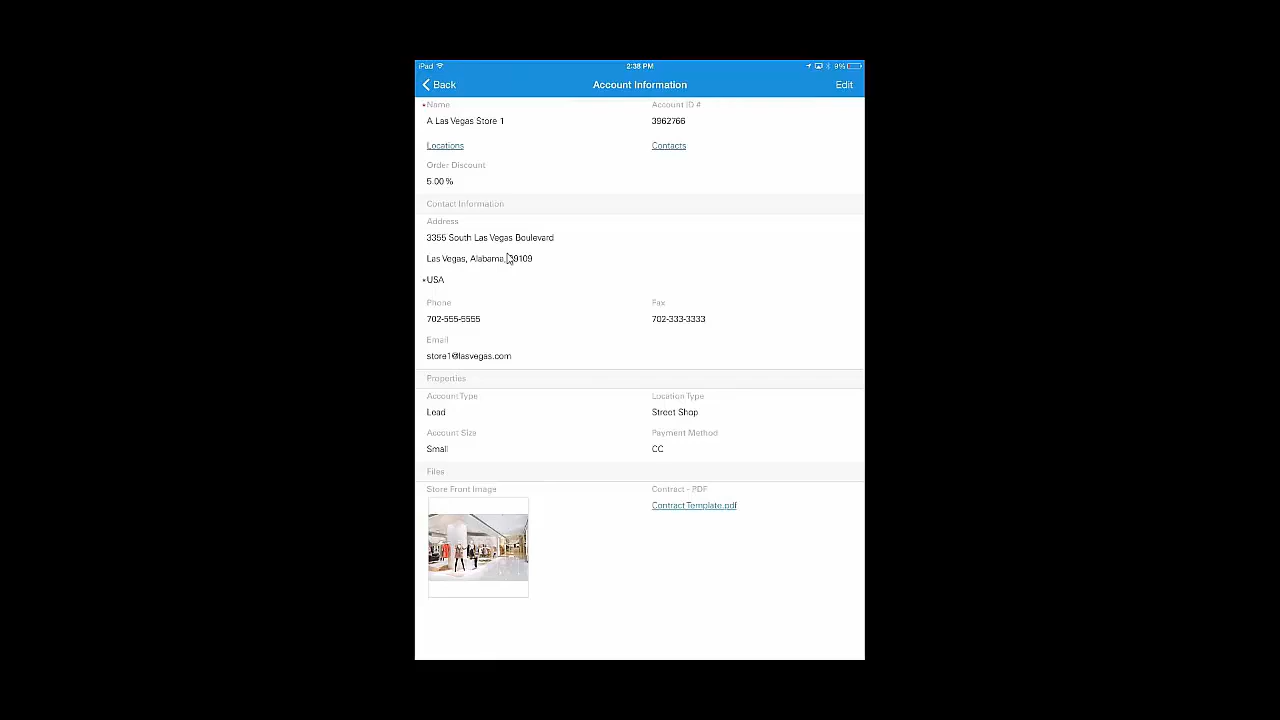 iPad 2:38 PM 9%
Back Account Information Edit
*Name Account ID #
A Las Vegas Store 1 3962766
Locations Contacts
Order Discount
5.00 %
Contact Information
Address
3355 South Las Vegas Boulevard
Las Vegas, Alabama, 89109
*USA
Phone Fax
702-555-5555 702-333-3333
Email
store1@lasvegas.com
Properties
Account Type Location Type
Lead Street Shop
Account Size Payment Method
Small CC
Files
Store Front Image Contract - PDF
Contract Template.pdf